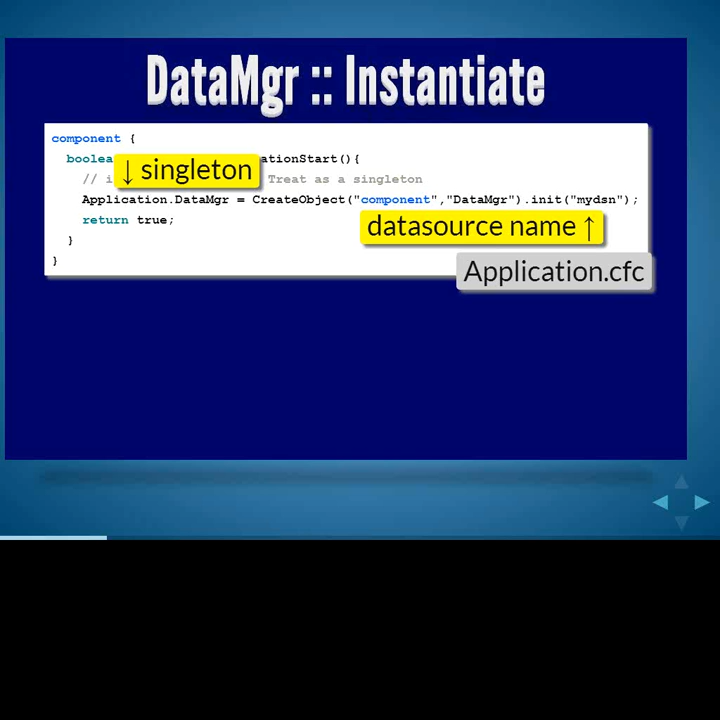 DataMgr :: Instantiate
component {
boolea ationStart(){
↓ singleton
// i Treat as a singleton
Application.DataMgr = CreateObject("component","DataMgr").init("mydsn");
return true;
datasource name ↑
}
}
Application.cfc